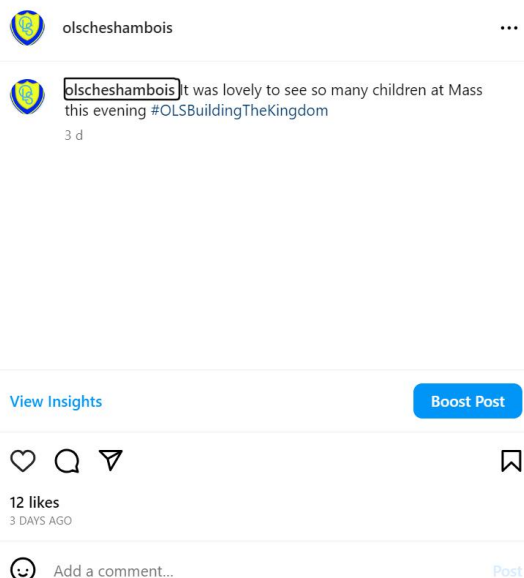 olscheshambois
olscheshambois It was lovely to see so many children at Mass
this evening #OLSBuildingTheKingdom
3 d
View Insights
Boost Post
12 likes
3 DAYS AGO
Add a comment...
Post